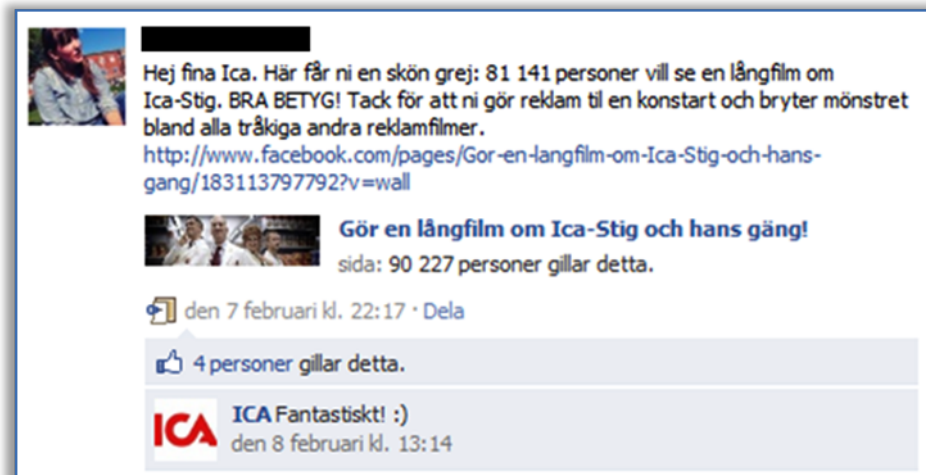 Hej fina Ica. Här får ni en skön grej: 81 141 personer vill se en långfilm om
Ica-Stig. BRA BETYG! Tack för att ni gör reklam til en konstart och bryter mönstret
bland alla tråkiga andra reklamfilmer.
http://www.facebook.com/pages/Gor-en-langfilm-om-Ica-Stig-och-hans-
gang/183113797792?v=wall
Gör en långfilm om Ica-Stig och hans gäng!
sida: 90 227 personer gillar detta.
den 7 februari kl. 22:17 · Dela
4 personer gillar detta.
ICA
ICA Fantastiskt! :)
den 8 februari kl. 13:14